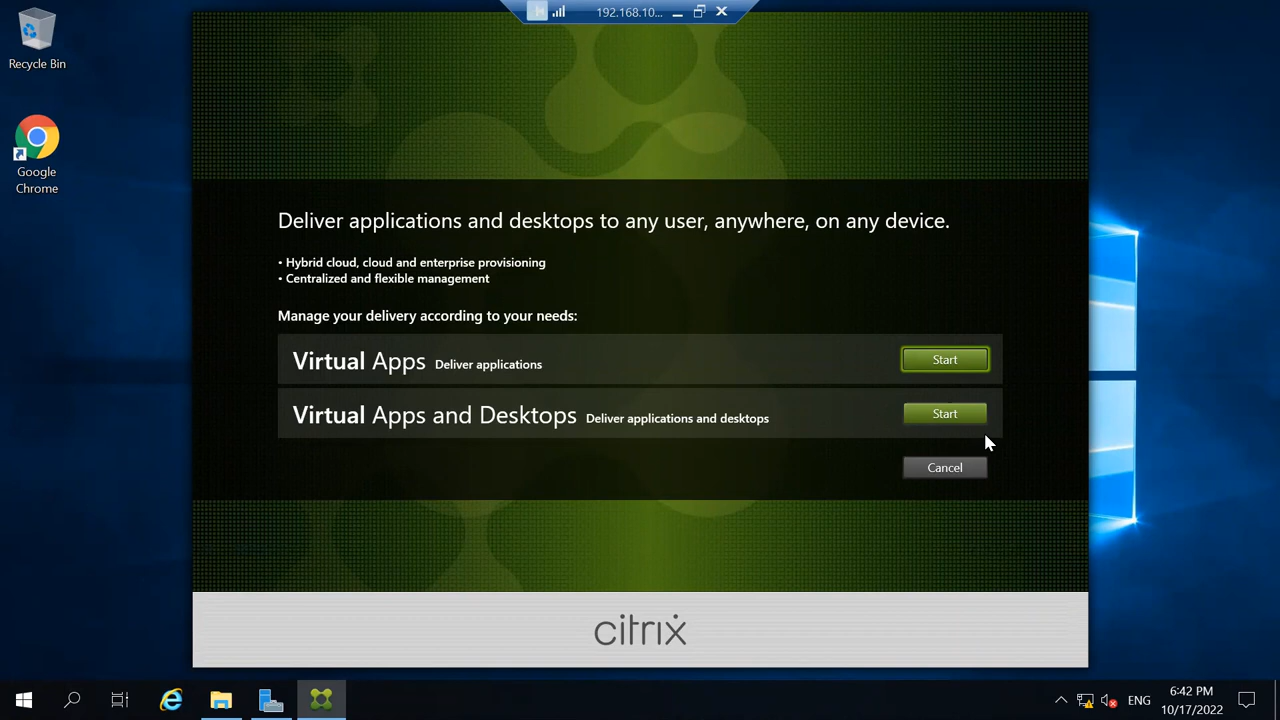 192.168.10...
Recycle Bin
Google
Chrome
Deliver applications and desktops to any user, anywhere, on any device.
• Hybrid cloud, cloud and enterprise provisioning
• Centralized and flexible management
Manage your delivery according to your needs:
Virtual Apps Deliver applications
Start
Virtual Apps and Desktops Deliver applications and desktops
Start
Cancel
citrix
ENG
6:42 PM
10/17/2022